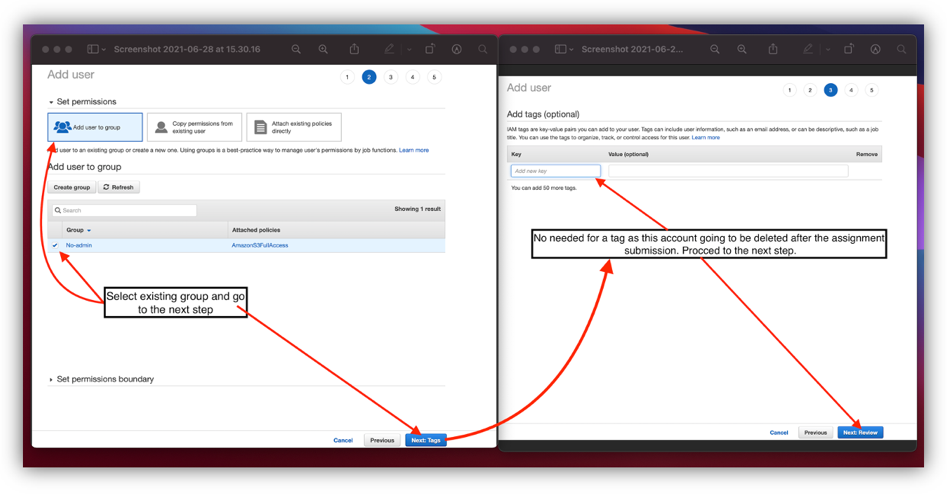 Screenshot 2021-06-28 at 15.30.16
Add user
1 2 3 4 5
Set permissions
Add user to group
Copy permissions from
existing user
Attach existing policies
directly
dd user to an existing group or create a new one. Using groups is a best-practice way to manage user's permissions by job functions. Learn more
Add user to group
Create group
Refresh
Search
Showing 1 result
Group
Attached policies
No-admin
AmazonS3FullAccess
Select existing group and go
to the next step
Set permissions boundary
Cancel
Previous
Next: Tags
Screenshot 2021-06-2...
Add user
1 2 3 4 5
Add tags (optional)
IAM tags are key-value pairs you can add to your user. Tags can include user information, such as an email address, or can be descriptive, such as a job
title. You can use the tags to organize, track, or control access for this user. Learn more
Key
Value (optional)
Remove
Add new key
You can add 50 more tags.
No needed for a tag as this account going to be deleted after the assignment
submission. Procced to the next step.
Cancel
Previous
Next: Review